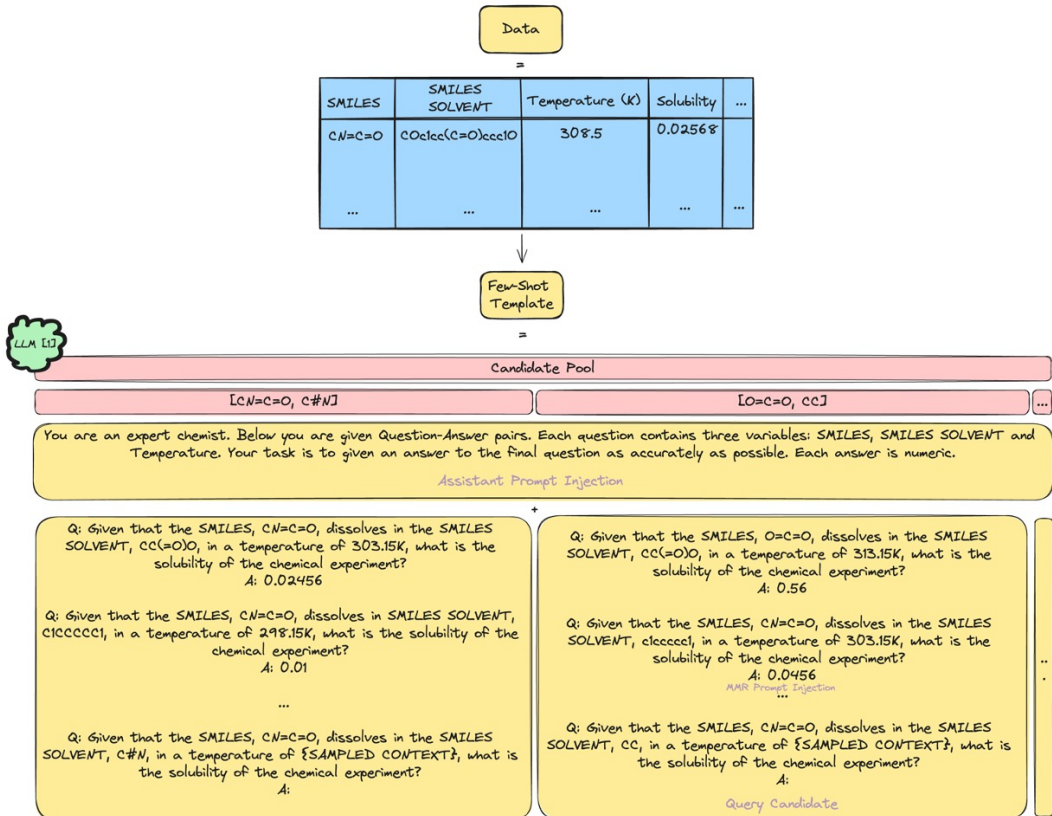 Data
=
SMILES
SMILES
SOLVENT
Temperature (K)
Solubility
...
CN=C=O
COc1cc(C=O)ccc1O
308.5
0.02568
...
...
...
...
...
Few-Shot
Template
=
LLM [1]
Candidate Pool
[CN=C=O, C#N]
[O=C=O, CC]
...
You are an expert chemist. Below you are given Question-Answer pairs. Each question contains three variables: SMILES, SMILES SOLVENT and
Temperature. Your task is to given an answer to the final question as accurately as possible. Each answer is numeric.
Assistant Prompt Injection
+
Q: Given that the SMILES, CN=C=O, dissolves in the SMILES
SOLVENT, CC(=O)O, in a temperature of 303.15K, what is the
solubility of the chemical experiment?
A: 0.02456
Q: Given that the SMILES, CN=C=O, dissolves in SMILES SOLVENT,
C1CCCCC1, in a temperature of 298.15K, what is the solubility of the
chemical experiment?
A: 0.01
...
Q: Given that the SMILES, CN=C=O, dissolves in the SMILES
SOLVENT, C#N, in a temperature of {SAMPLED CONTEXT}, what is
the solubility of the chemical experiment?
A:
Q: Given that the SMILES, O=C=O, dissolves in the SMILES
SOLVENT, CC(=O)O, in a temperature of 313.15K, what is the
solubility of the chemical experiment?
A: 0.56
Q: Given that the SMILES, CN=C=O, dissolves in the SMILES
SOLVENT, c1ccccc1, in a temperature of 303.15K, what is the
solubility of the chemical experiment?
A: 0.0456
MMR Prompt Injection
...
Q: Given that the SMILES, CN=C=O, dissolves in the SMILES
SOLVENT, CC, in a temperature of {SAMPLED CONTEXT}, what is
the solubility of the chemical experiment?
A:
Query Candidate
...